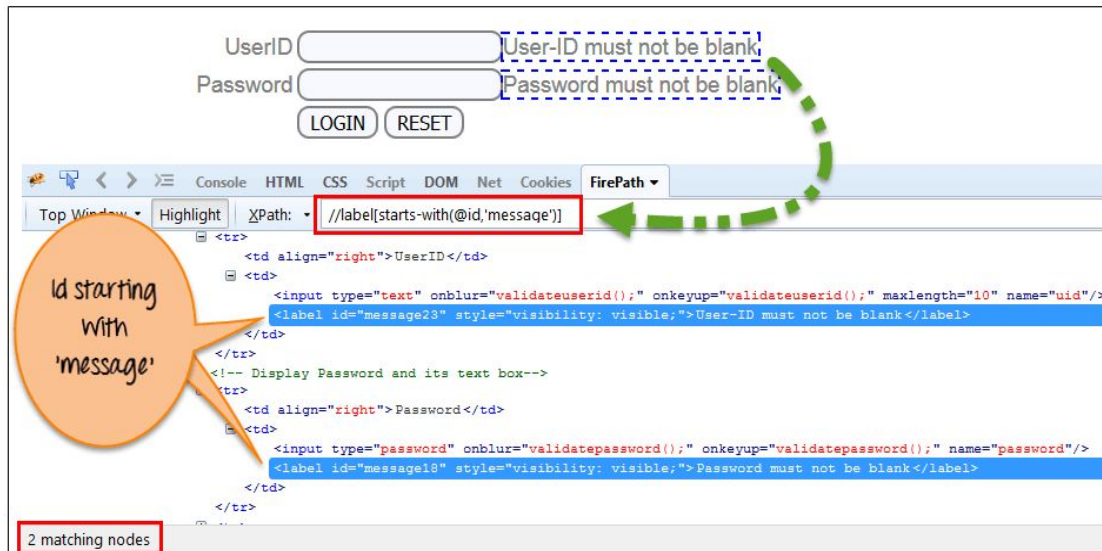 UserID User-ID must not be blank
Password Password must not be blank
LOGIN RESET
Console HTML CSS Script DOM Net Cookies FirePath
Top Window Highlight XPath: //label[starts-with(@id,'message')]
<tr>
<td align="right">UserID</td>
<td>
<input type="text" onblur="validateuserid();" onkeyup="validateuserid();" maxlength="10" name="uid"/>
<label id="message23" style="visibility: visible;">User-ID must not be blank</label>
</td>
</tr>
<!-- Display Password and its text box-->
<tr>
<td align="right">Password</td>
<td>
<input type="password" onblur="validatepassword();" onkeyup="validatepassword();" name="password"/>
<label id="message18" style="visibility: visible;">Password must not be blank</label>
</td>
</tr>
Id starting
with
'message'
2 matching nodes